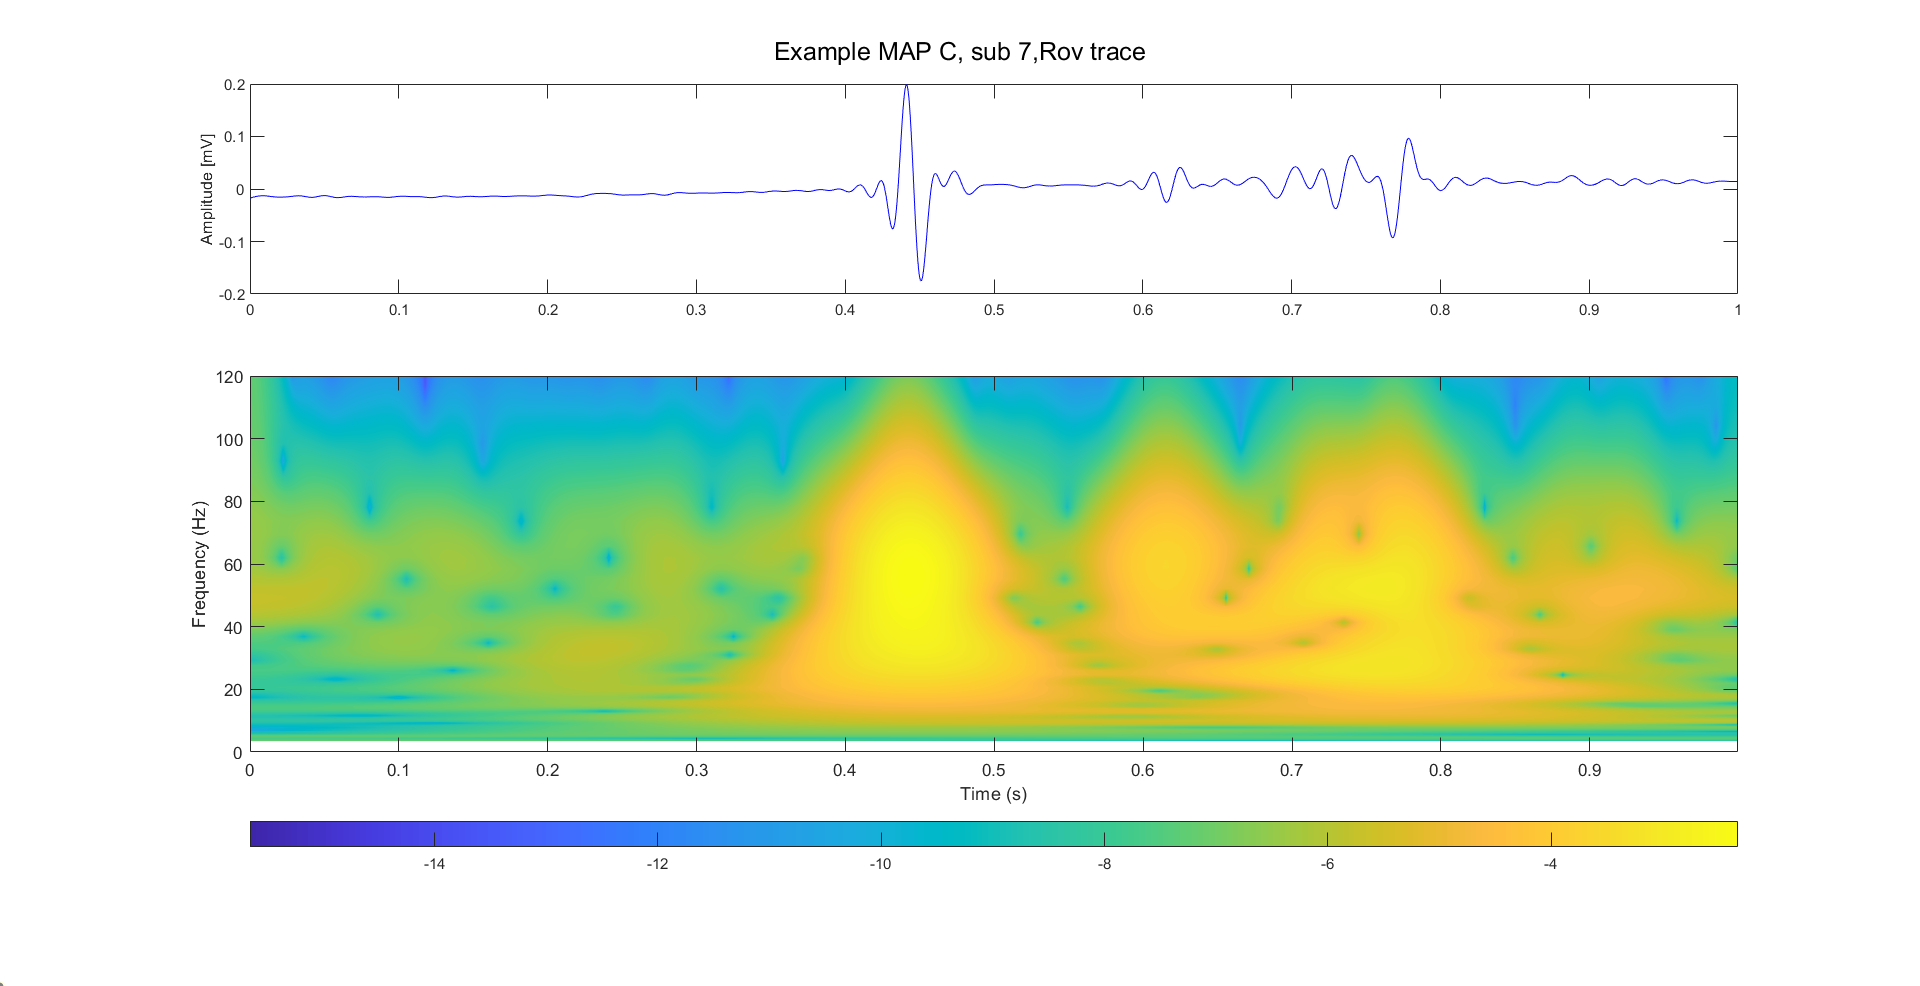 Example MAP C, sub 7,Rov trace
Amplitude [mV]
0.2
0.1
0
-0.1
-0.2
0 0.1 0.2 0.3 0.4 0.5 0.6 0.7 0.8 0.9 1
Frequency (Hz)
120
100
80
60
40
20
0
0 0.1 0.2 0.3 0.4 0.5 0.6 0.7 0.8 0.9
Time (s)
-14 -12 -10 -8 -6 -4